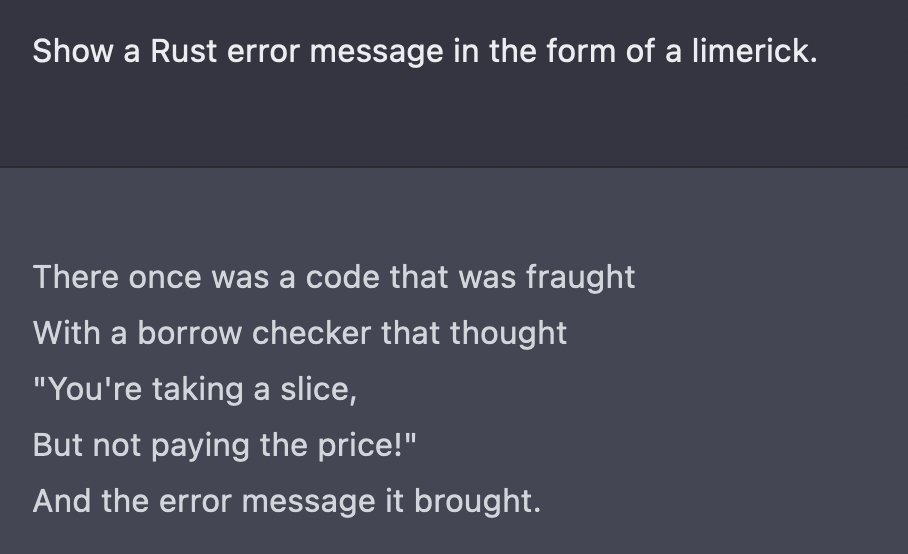 Show a Rust error message in the form of a limerick.
There once was a code that was fraught
With a borrow checker that thought
"You're taking a slice,
But not paying the price!"
And the error message it brought.